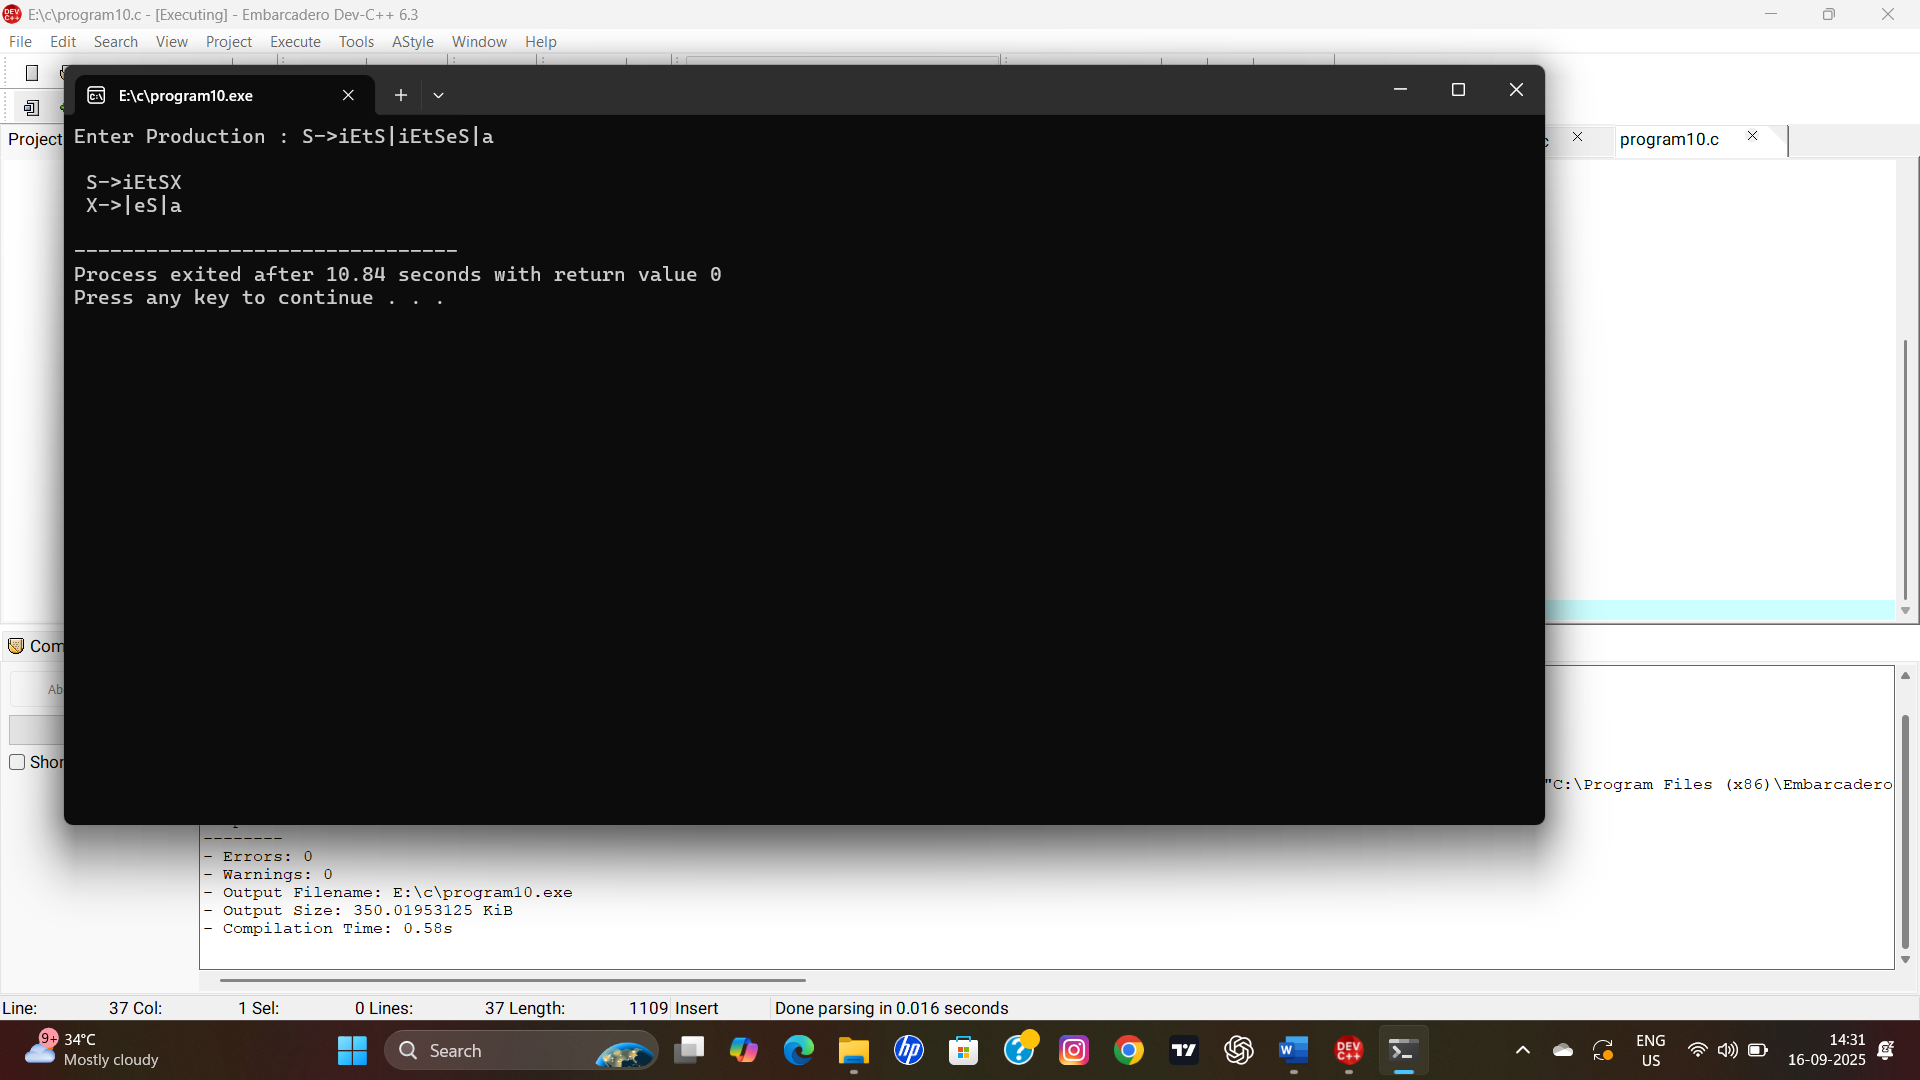 E:\c\program10.c - [Executing] - Embarcadero Dev-C++ 6.3
File Edit Search View Project Execute Tools AStyle Window Help
E:\c\program10.exe
Project
program10.c
Enter Production : S->iEtS|iEtSeS|a
S->iEtSX
X->|eS|a
--------------------------------
Process exited after 10.84 seconds with return value 0
Press any key to continue . . .
Com
Ab
Shor
"C:\Program Files (x86)\Embarcadero
--------
- Errors: 0
- Warnings: 0
- Output Filename: E:\c\program10.exe
- Output Size: 350.01953125 KiB
- Compilation Time: 0.58s
Line: 37 Col: 1 Sel: 0 Lines: 37 Length: 1109 Insert Done parsing in 0.016 seconds
9+ 34°C
Mostly cloudy
Search
ENG
US
14:31
16-09-2025